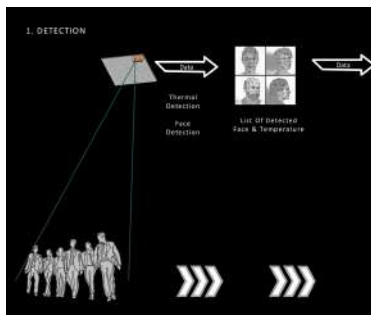 1. DETECTION
Data
Data
Thermal
Detection
Face
Detection
List Of Detected
Face & Temperature